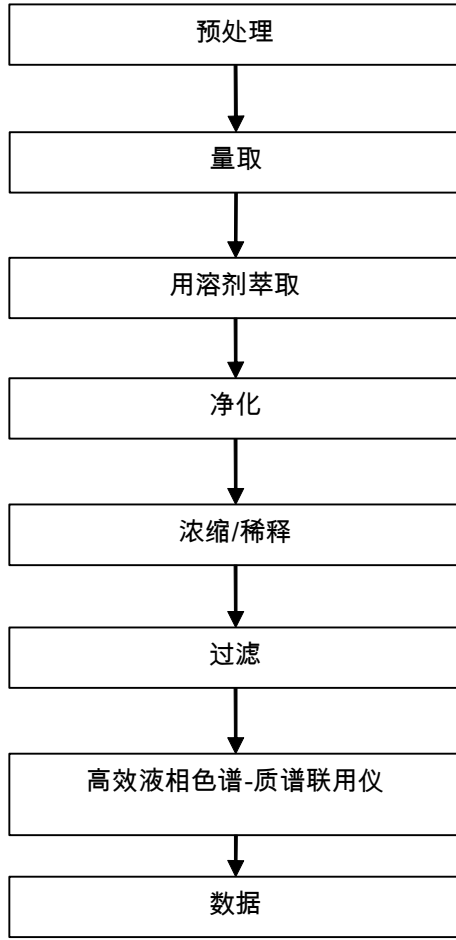 预处理
量取
用溶剂萃取
净化
浓缩/稀释
过滤
高效液相色谱-质谱联用仪
数据